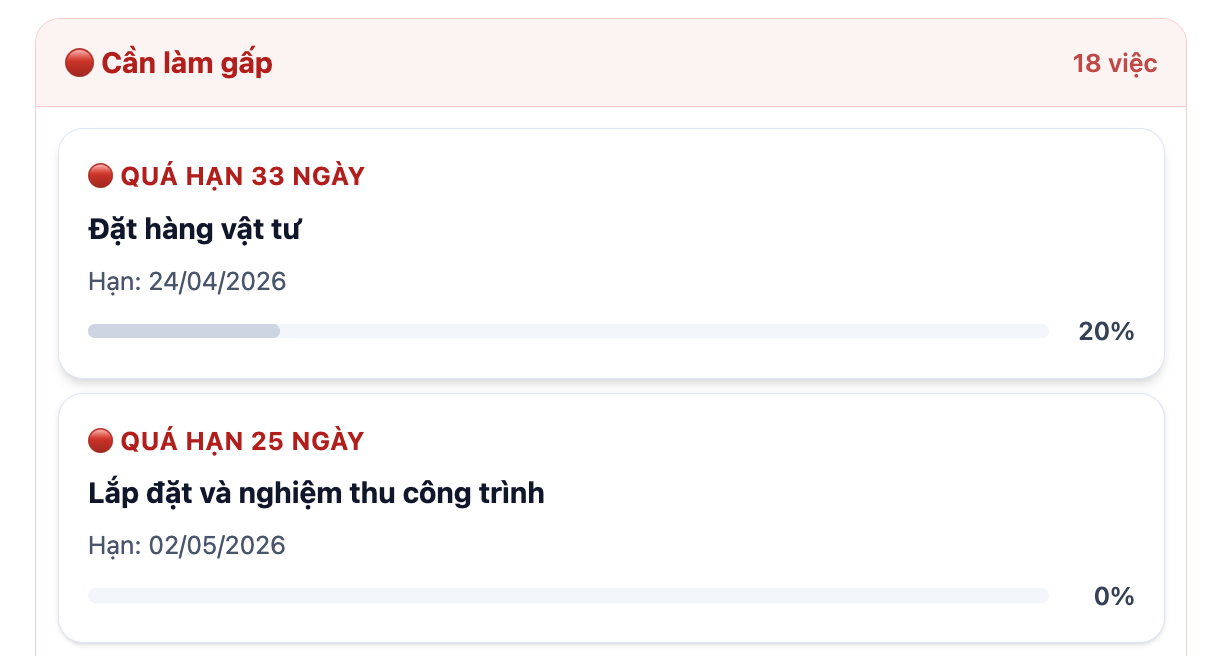 Cần làm gấp
18 việc
QUÁ HẠN 33 NGÀY
Đặt hàng vật tư
Hạn: 24/04/2026
20%
QUÁ HẠN 25 NGÀY
Lắp đặt và nghiệm thu công trình
Hạn: 02/05/2026
0%